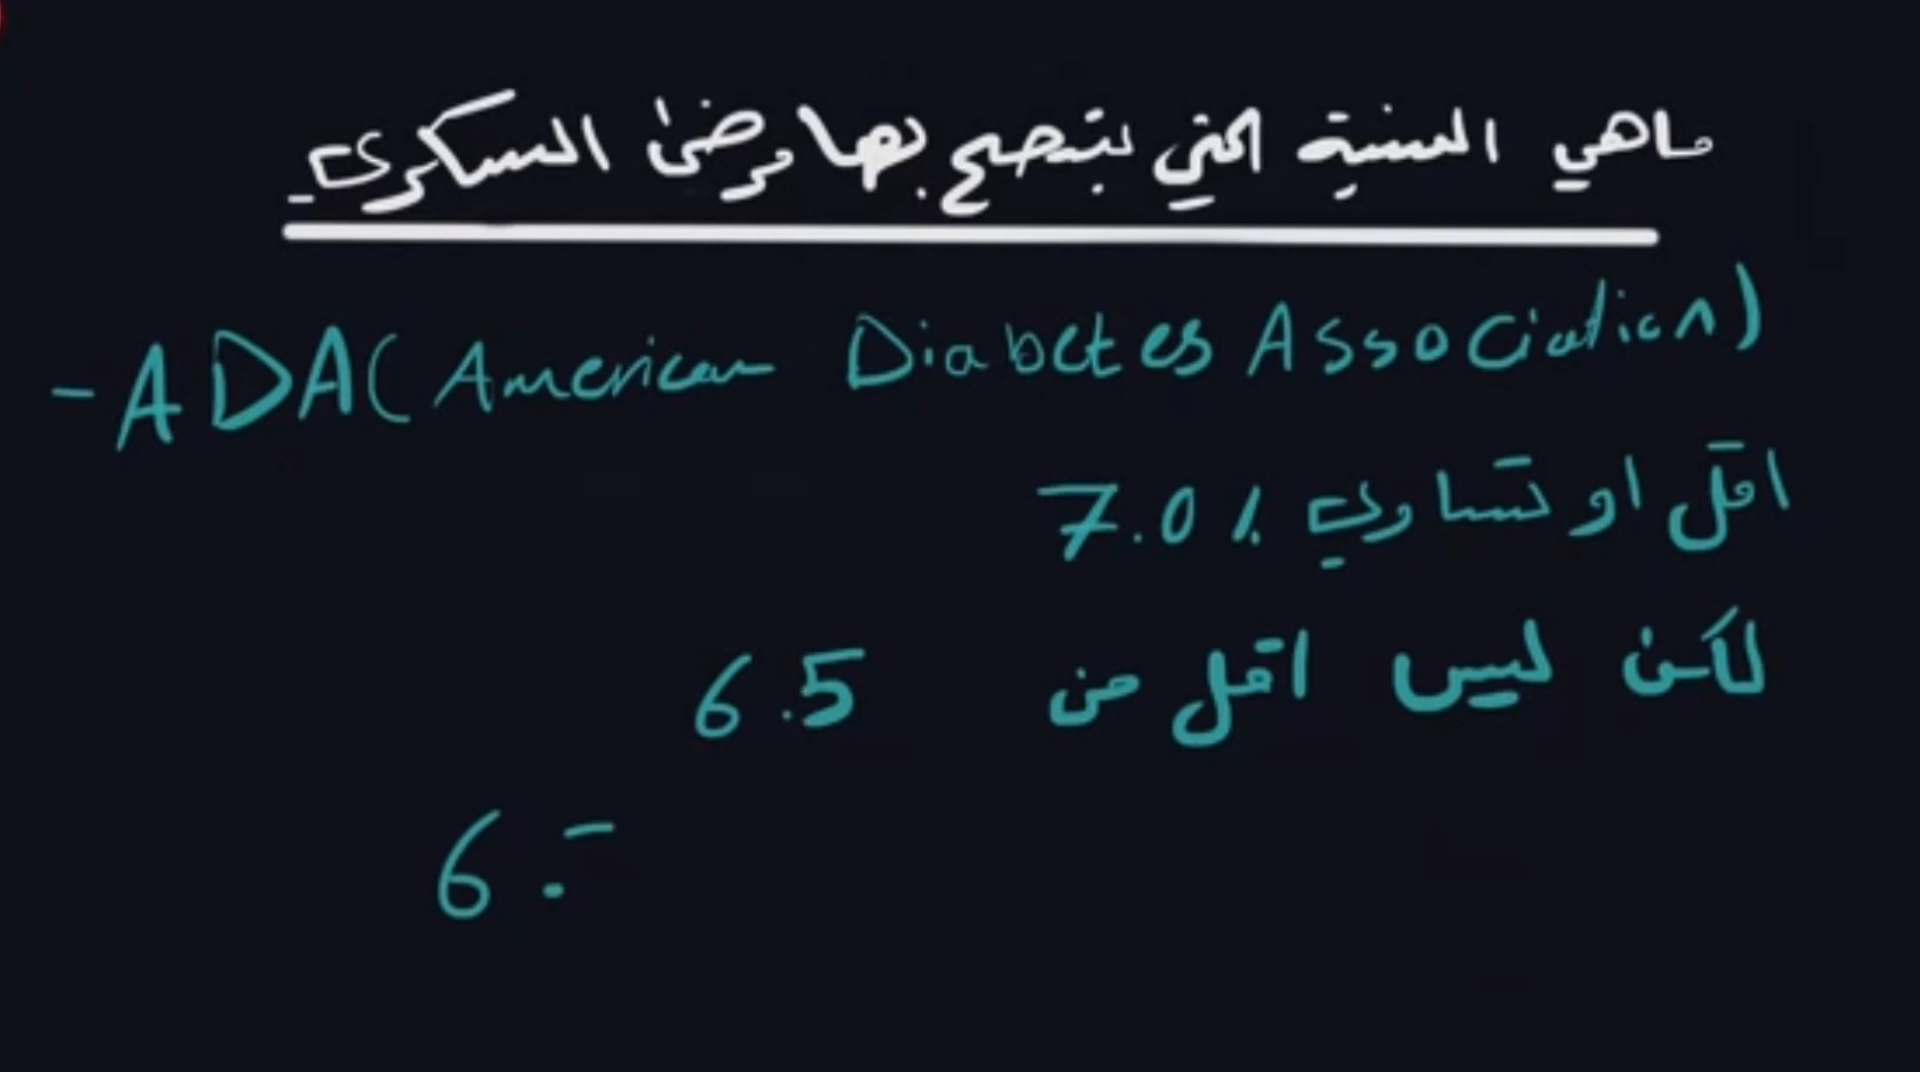 ماهي النسبة التي ينصح بها مرضى السكري
- ADA (American Diabetes Association)
اقل او تساوي 7.0%
لكن ليس اقل من 6.5
6.